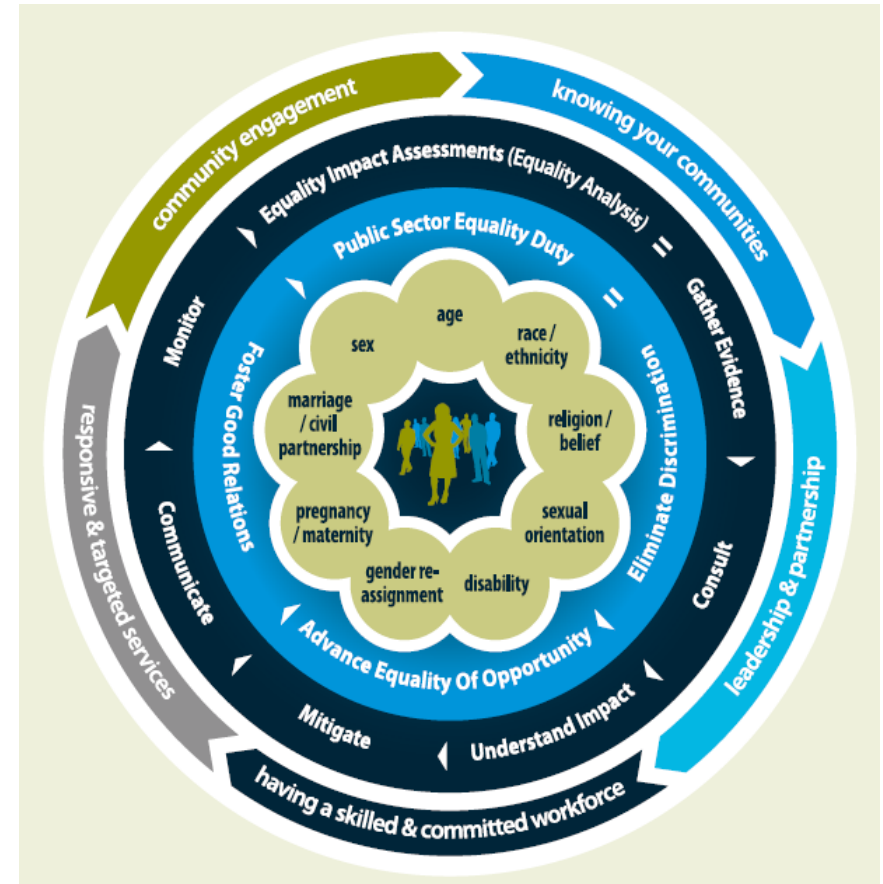 community engagement
knowing your communities
leadership & partnership
having a skilled & committed workforce
responsive & targeted services
Equality Impact Assessments (Equality Analysis)
=
Gather Evidence
Consult
Understand Impact
Mitigate
Communicate
Monitor
Public Sector Equality Duty
=
Eliminate Discrimination
Advance Equality Of Opportunity
Foster Good Relations
age
race /
ethnicity
religion /
belief
sexual
orientation
disability
gender re-
assignment
pregnancy
/ maternity
marriage
/ civil
partnership
sex